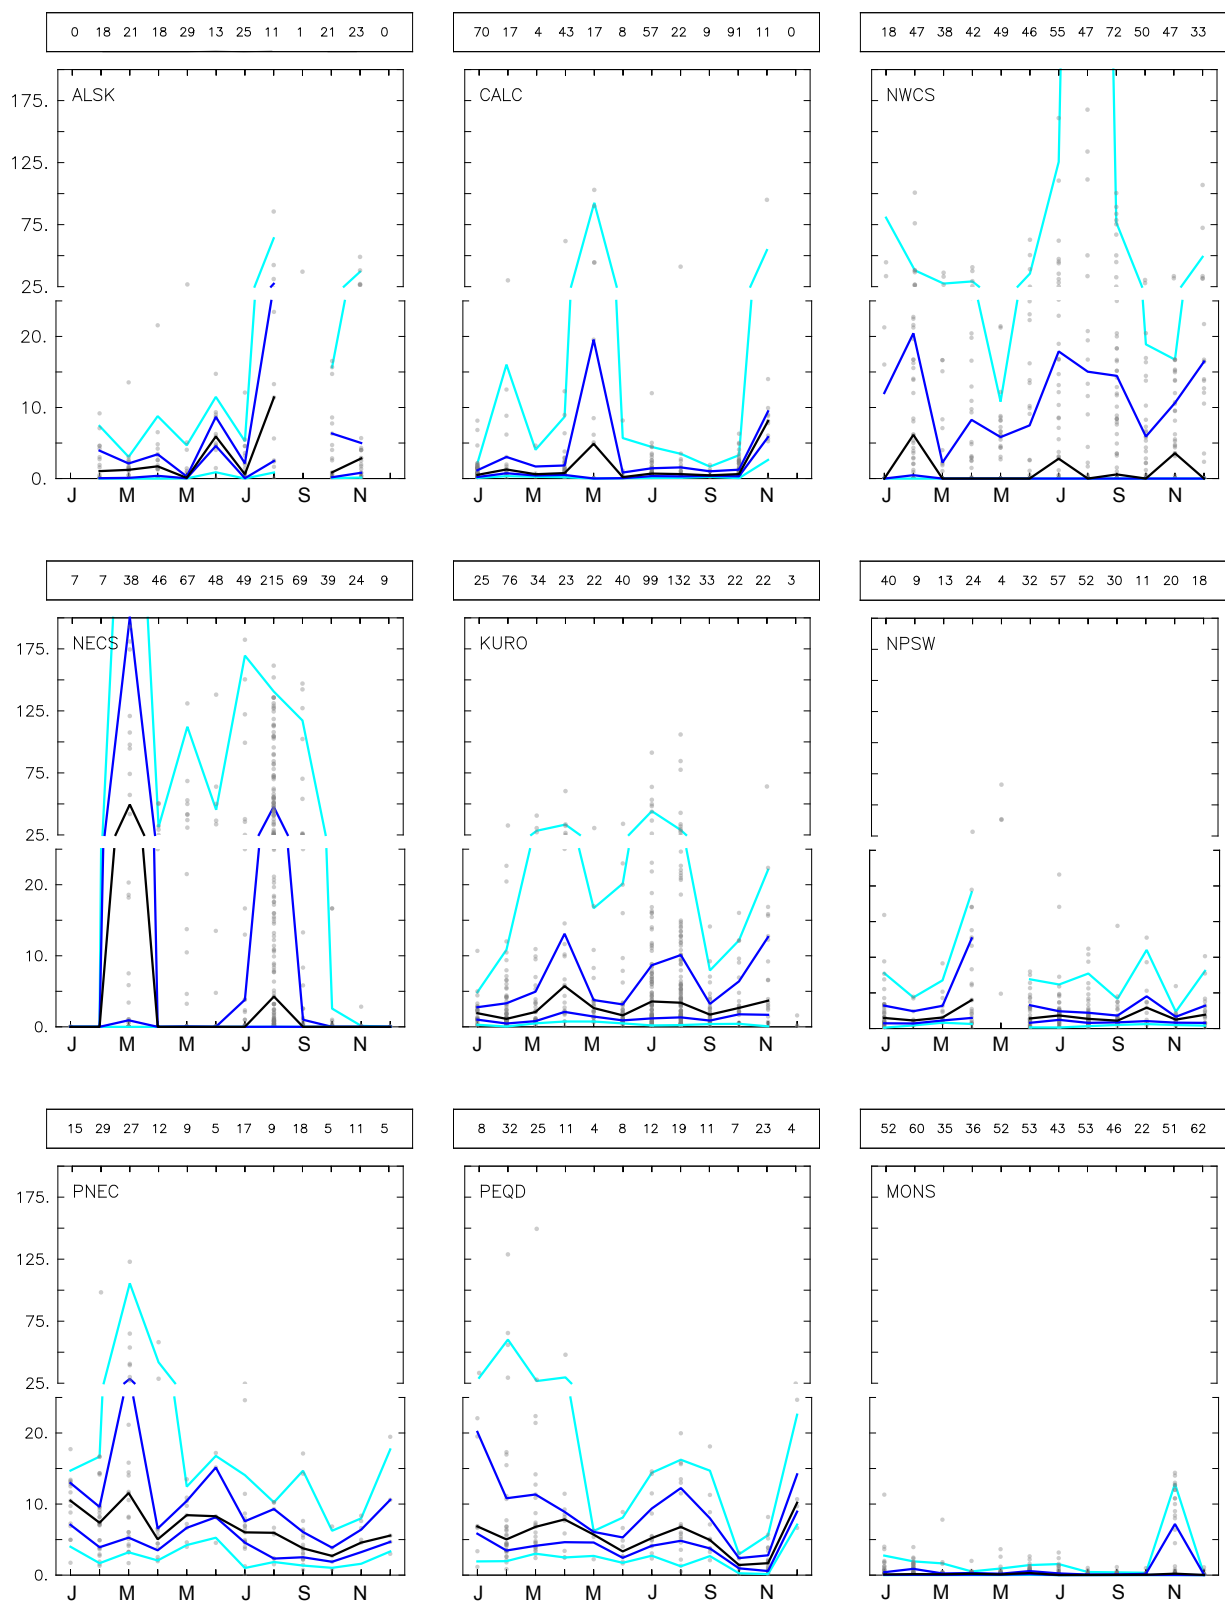 0 18 21 18 29 13 25 11 1 21 23 0
70 17 4 43 17 8 57 22 9 91 11 0
18 47 38 42 49 46 55 47 72 50 47 33
ALSK
CALC
NWCS
175.
125.
75.
25.
20.
10.
0.
J M M J S N
J M M J S N
J M M J S N
7 7 38 46 67 48 49 215 69 39 24 9
25 76 34 23 22 40 99 132 33 22 22 3
40 9 13 24 4 32 57 52 30 11 20 18
NECS
KURO
NPSW
175.
125.
75.
25.
20.
10.
0.
J M M J S N
J M M J S N
J M M J S N
15 29 27 12 9 5 17 9 18 5 11 5
8 32 25 11 4 8 12 19 11 7 23 4
52 60 35 36 52 53 43 53 46 22 51 62
PNEC
PEQD
MONS
175.
125.
75.
25.
20.
10.
0.
J M M J S N
J M M J S N
J M M J S N